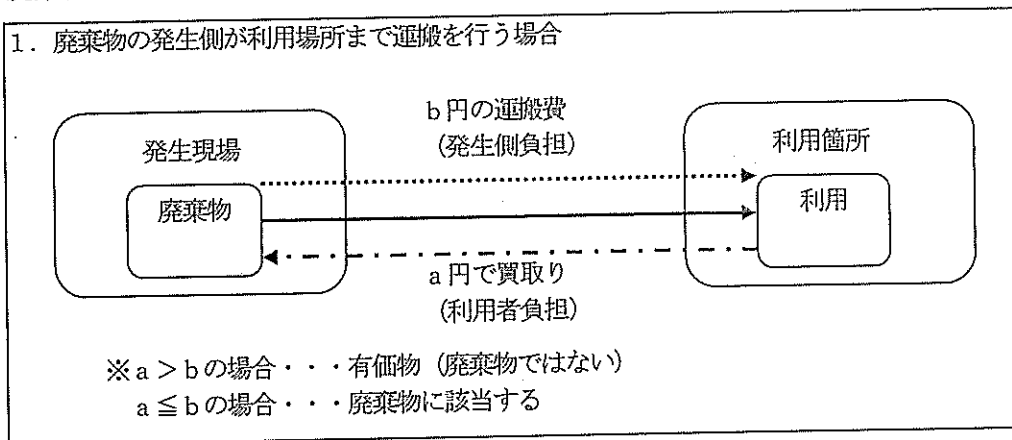 1. 廃棄物の発生側が利用場所まで運搬を行う場合
b円の運搬費
(発生側負担)
発生現場
利用箇所
廃棄物
利用
a円で買取り
(利用者負担)
※a＞bの場合・・・有価物(廃棄物ではない)
a≦bの場合・・・廃棄物に該当する